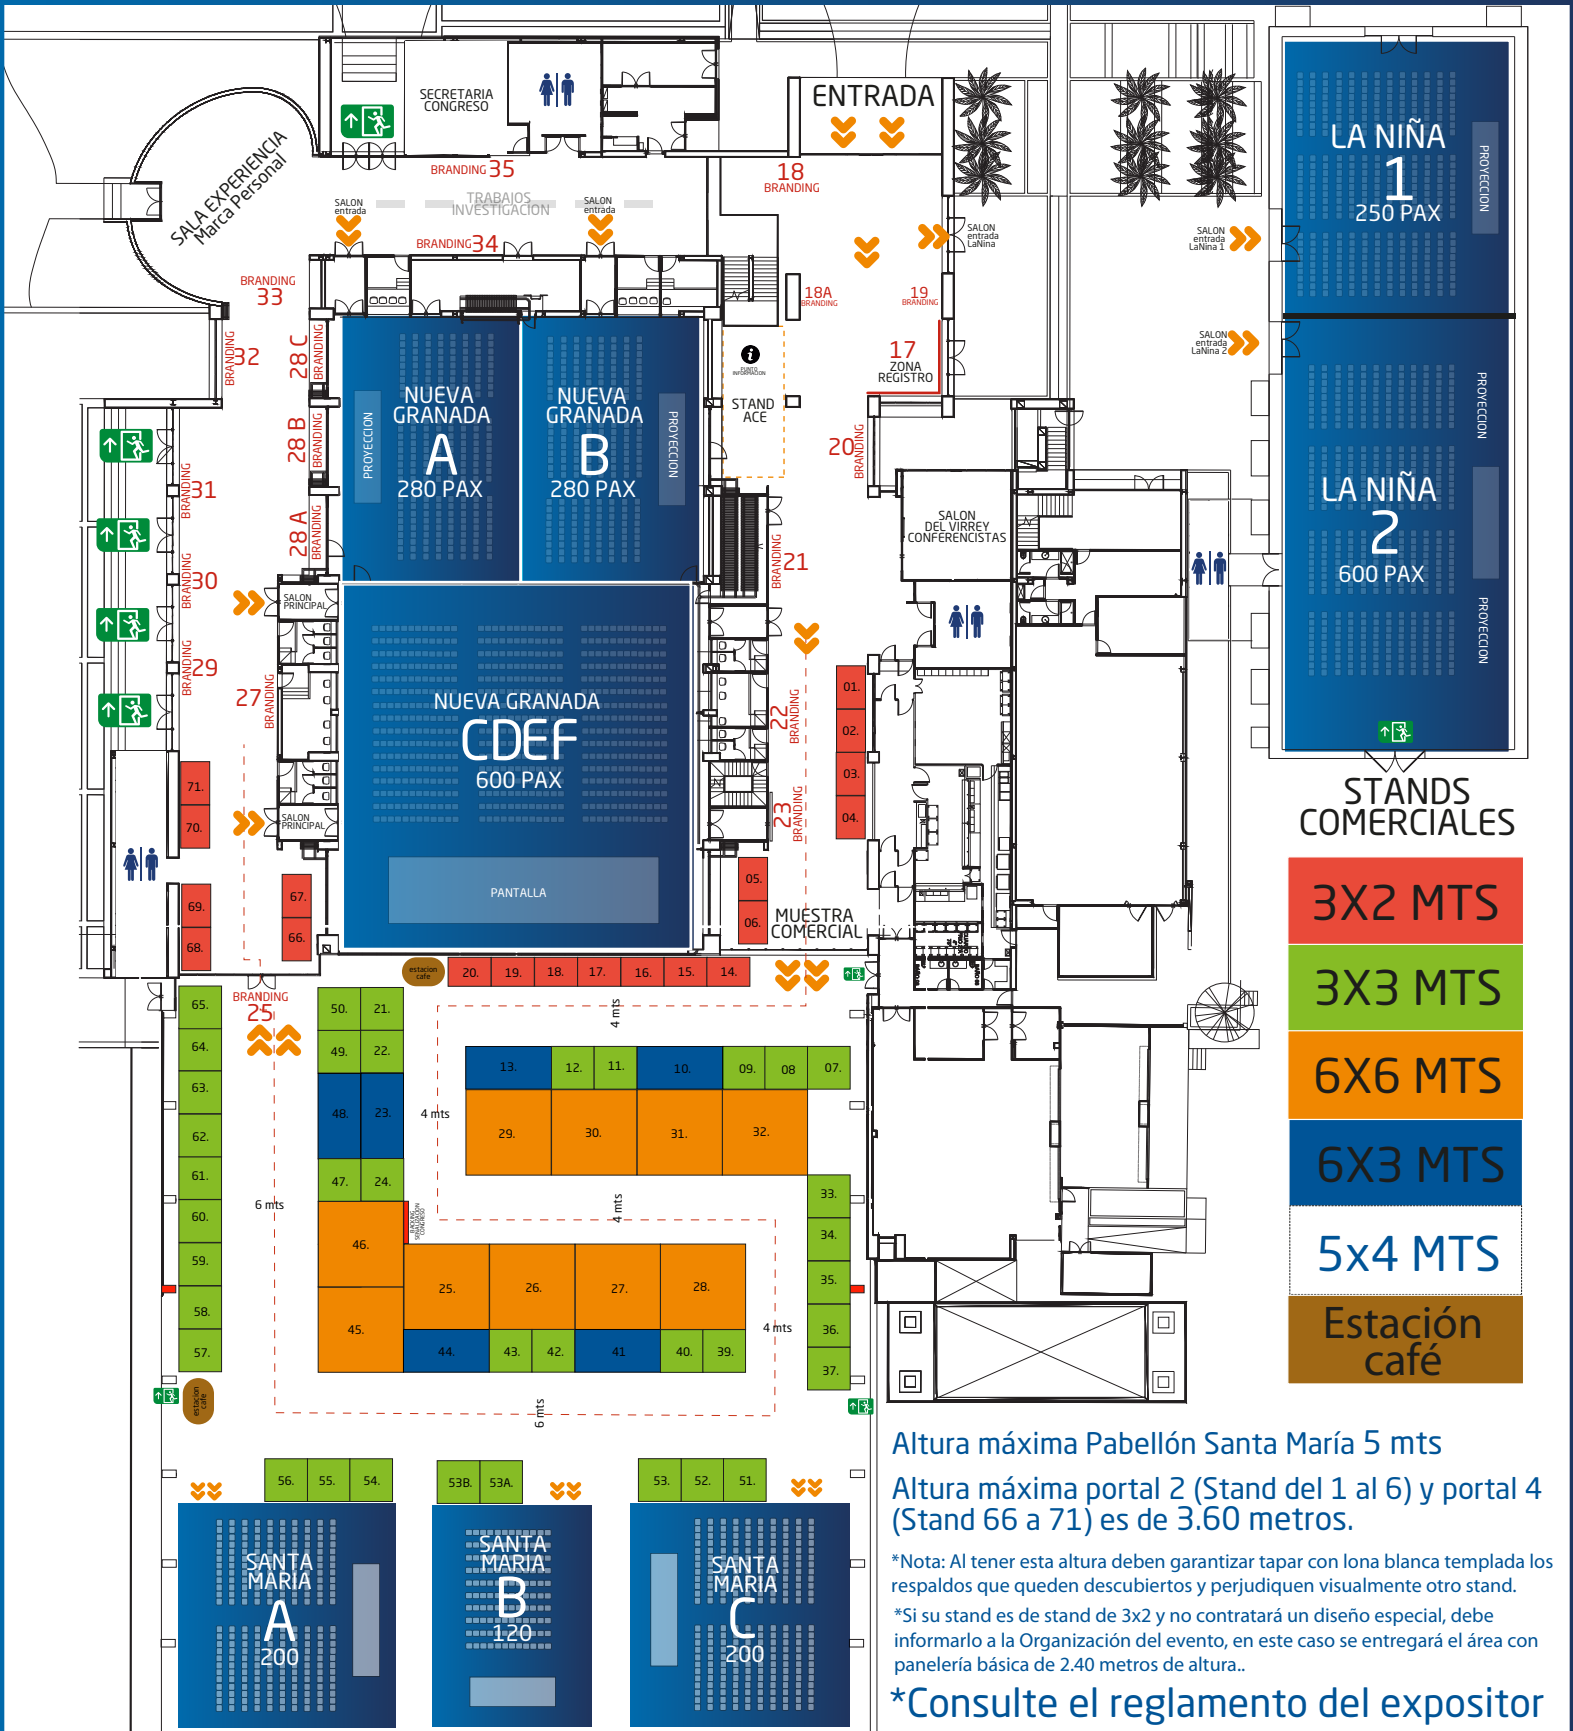 SECRETARIA
CONGRESO
ENTRADA
SALA EXPERIENCIA
Marca Personal
BRANDING 35
TRABAJOS
INVESTIGACION
SALON
entrada
SALON
entrada
BRANDING 34
18
BRANDING
SALON
entrada
LaNina
18A
BRANDING
19
BRANDING
17
ZONA
REGISTRO
BRANDING
33
BRANDING
32
28 C
BRANDING
28 B
BRANDING
28 A
BRANDING
BRANDING
31
BRANDING
30
BRANDING
29
27
BRANDING
SALON
PRINCIPAL
SALON
PRINCIPAL
NUEVA
GRANADA
A
280 PAX
PROYECCION
NUEVA
GRANADA
B
280 PAX
PROYECCION
NUEVA GRANADA
CDEF
600 PAX
PANTALLA
i
PUNTO
INFORMACION
STAND
ACE
20
BRANDING
SALON
DEL VIRREY
CONFERENCISTAS
BRANDING
21
22
BRANDING
23
BRANDING
LA NIÑA
1
250 PAX
PROYECCION
SALON
entrada
LaNina 1
SALON
entrada
LaNina 2
LA NIÑA
2
600 PAX
PROYECCION
PROYECCION
PROYECCION
01.
02.
03.
04.
05.
06.
MUESTRA
COMERCIAL
71.
70.
69.
68.
67.
66.
BRANDING
25
estacion
cafe
20.
19.
18.
17.
16.
15.
14.
4 mts
65.
64.
63.
62.
61.
60.
59.
58.
57.
50.
21.
49.
22.
48.
23.
47.
24.
46.
45.
4 mts
6 mts
13.
12.
11.
10.
09.
08
07.
29.
30.
31.
32.
4 mts
33.
34.
35.
36.
37.
25.
26.
27.
28.
44.
43.
42.
41
40.
39.
4 mts
6 mts
estacion
cafe
56.
55.
54.
53B.
53A.
53.
52.
51.
SANTA
MARIA
A
200
SANTA
MARIA
B
120
SANTA
MARIA
C
200
STANDS
COMERCIALES
3X2 MTS
3X3 MTS
6X6 MTS
6X3 MTS
5x4 MTS
Estación
café
Altura máxima Pabellón Santa María 5 mts
Altura máxima portal 2 (Stand del 1 al 6) y portal 4
(Stand 66 a 71) es de 3.60 metros.
*Nota: Al tener esta altura deben garantizar tapar con lona blanca templada los
respaldos que queden descubiertos y perjudiquen visualmente otro stand.
*Si su stand es de stand de 3x2 y no contratará un diseño especial, debe
informarlo a la Organización del evento, en este caso se entregará el área con
panelería básica de 2.40 metros de altura..
*Consulte el reglamento del expositor